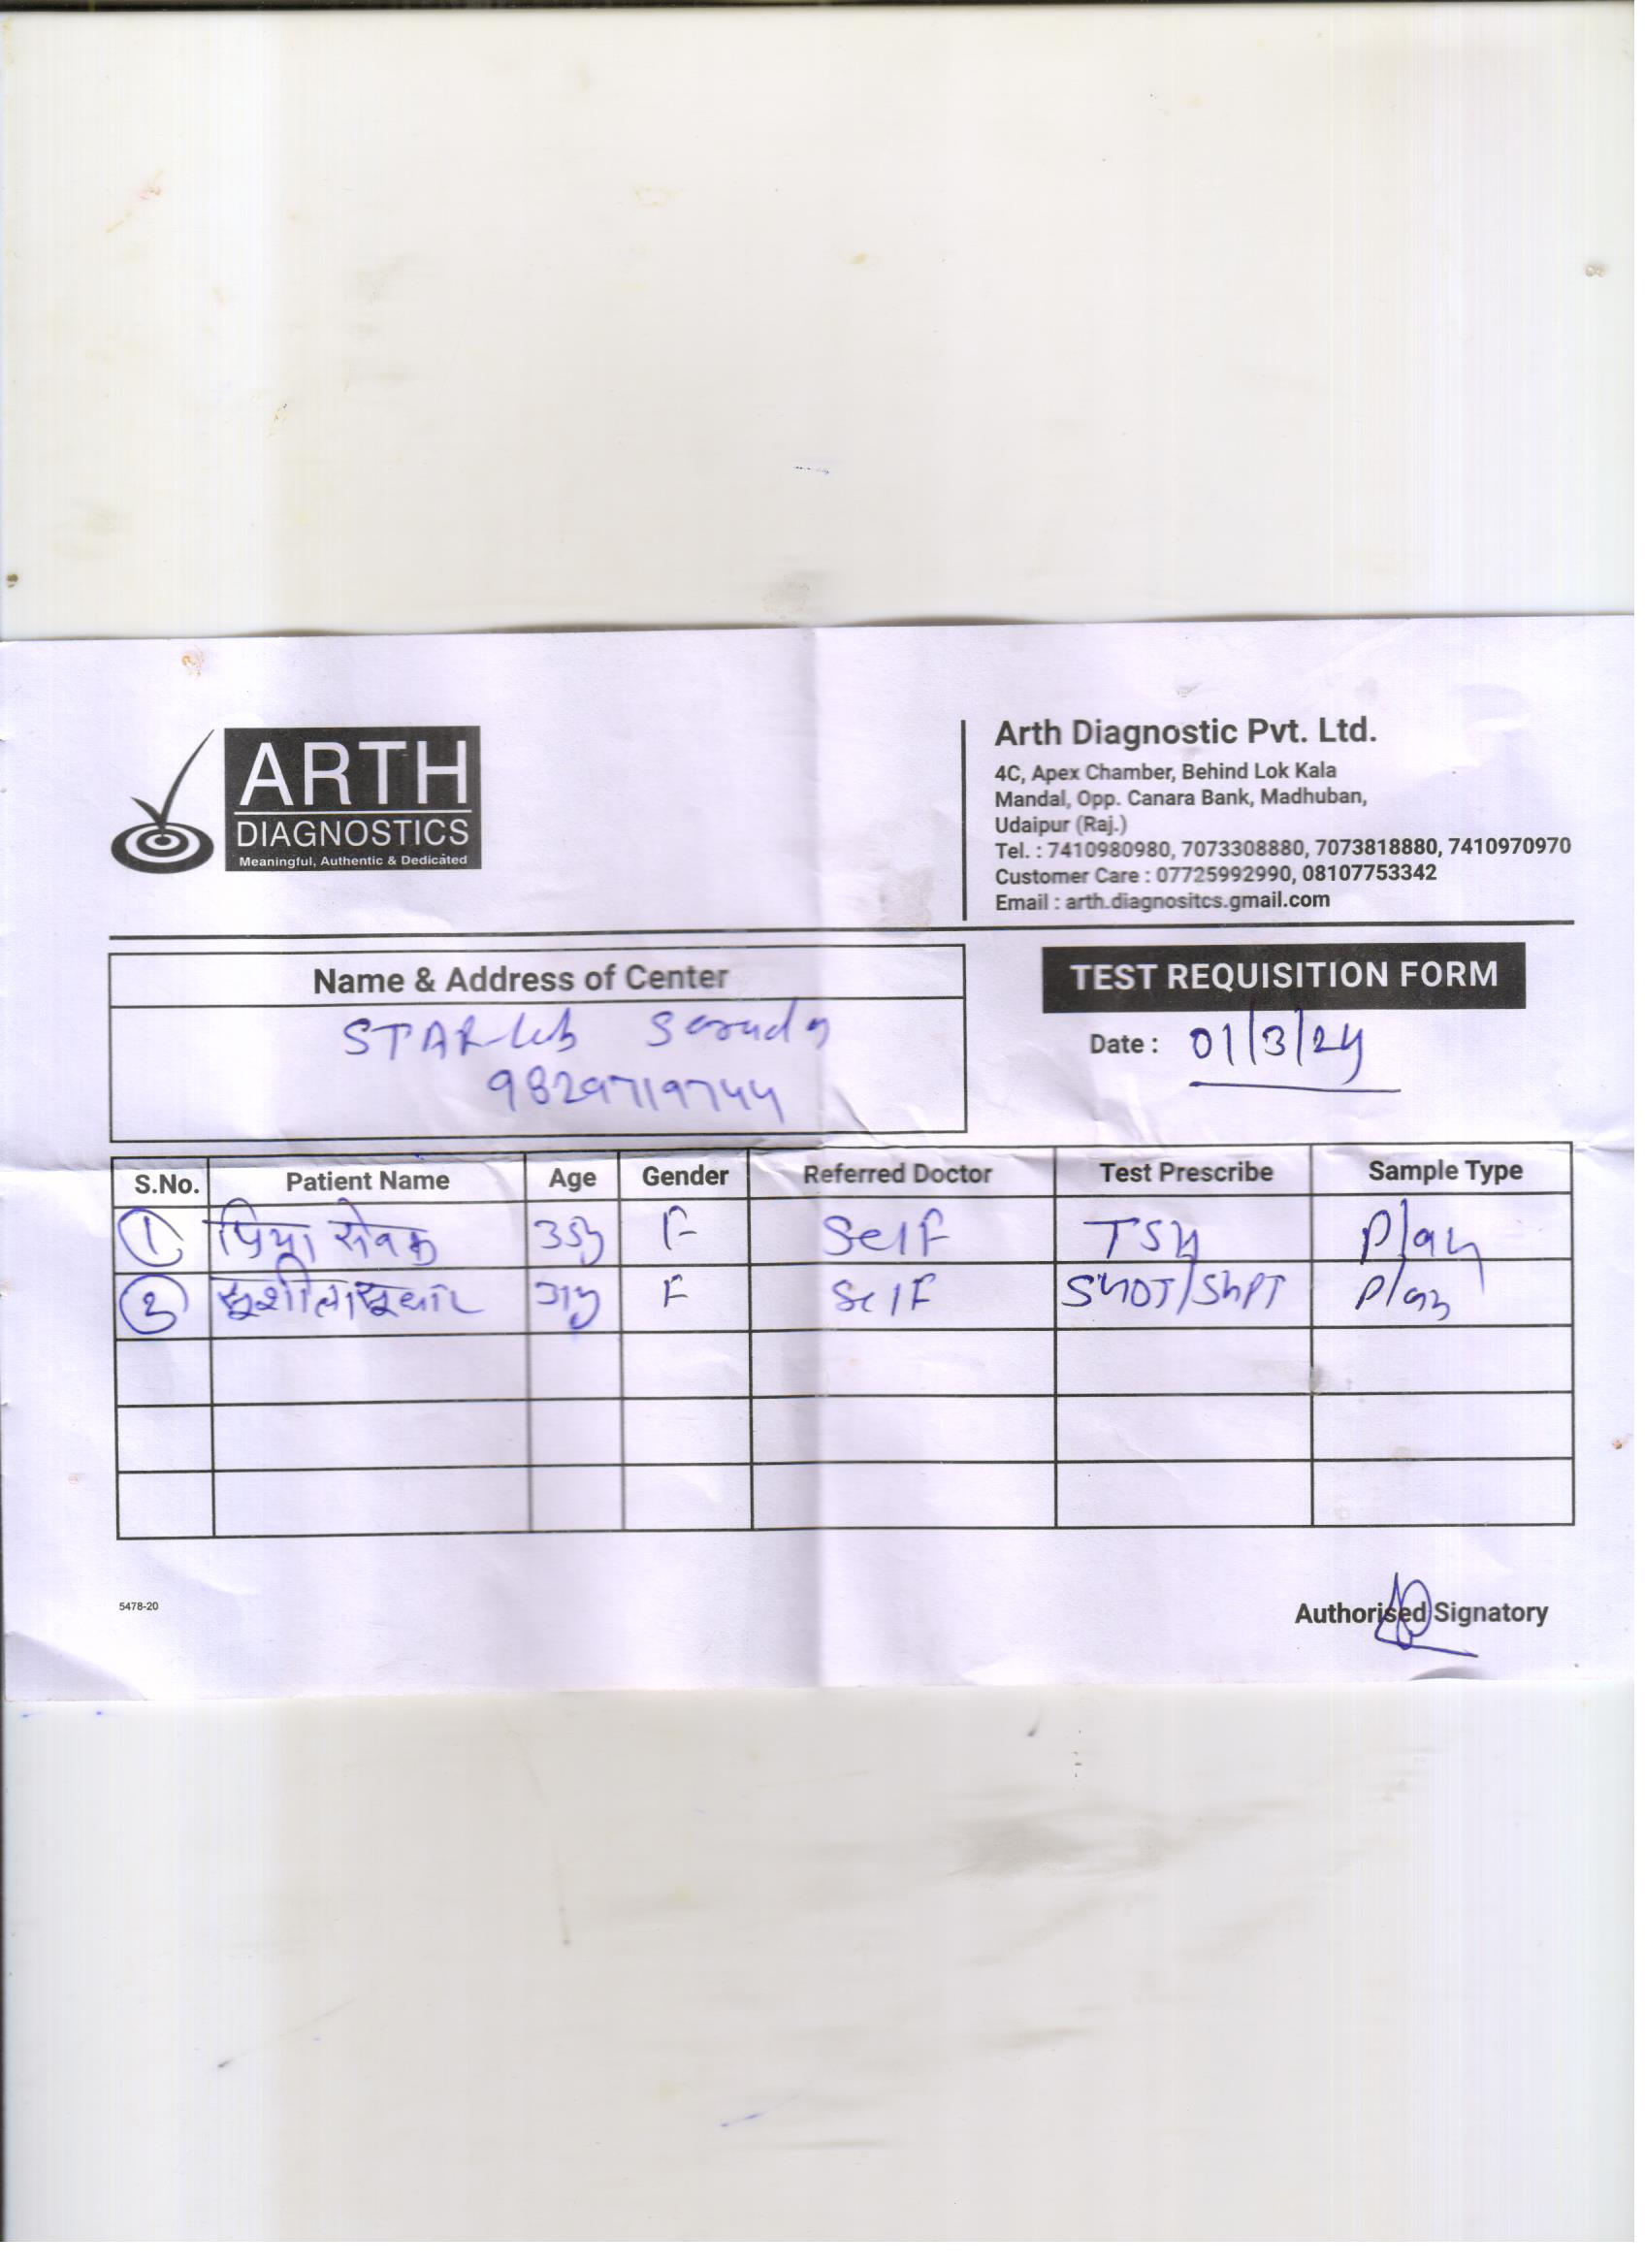 ARTH
DIAGNOSTICS
Meaningful, Authentic & Dedicated
Arth Diagnostic Pvt. Ltd.
4C, Apex Chamber, Behind Lok Kala
Mandal, Opp. Canara Bank, Madhuban,
Udaipur (Raj.)
Tel. : 7410980980, 7073308880, 7073818880, 7410970970
Customer Care : 07725992990, 08107753342
Email : arth.diagnositcs.gmail.com
Name & Address of Center
TEST REQUISITION FORM
STAR Lab
9829719744
Date : 01/3/24
S.No. Patient Name Age Gender Referred Doctor Test Prescribe Sample Type
1 प्रिया सेवक 35y F Self TSH Plan
2 सूशीला सूथार F Self SGOT/SGPT Plan
5478-20
Authorised Signatory